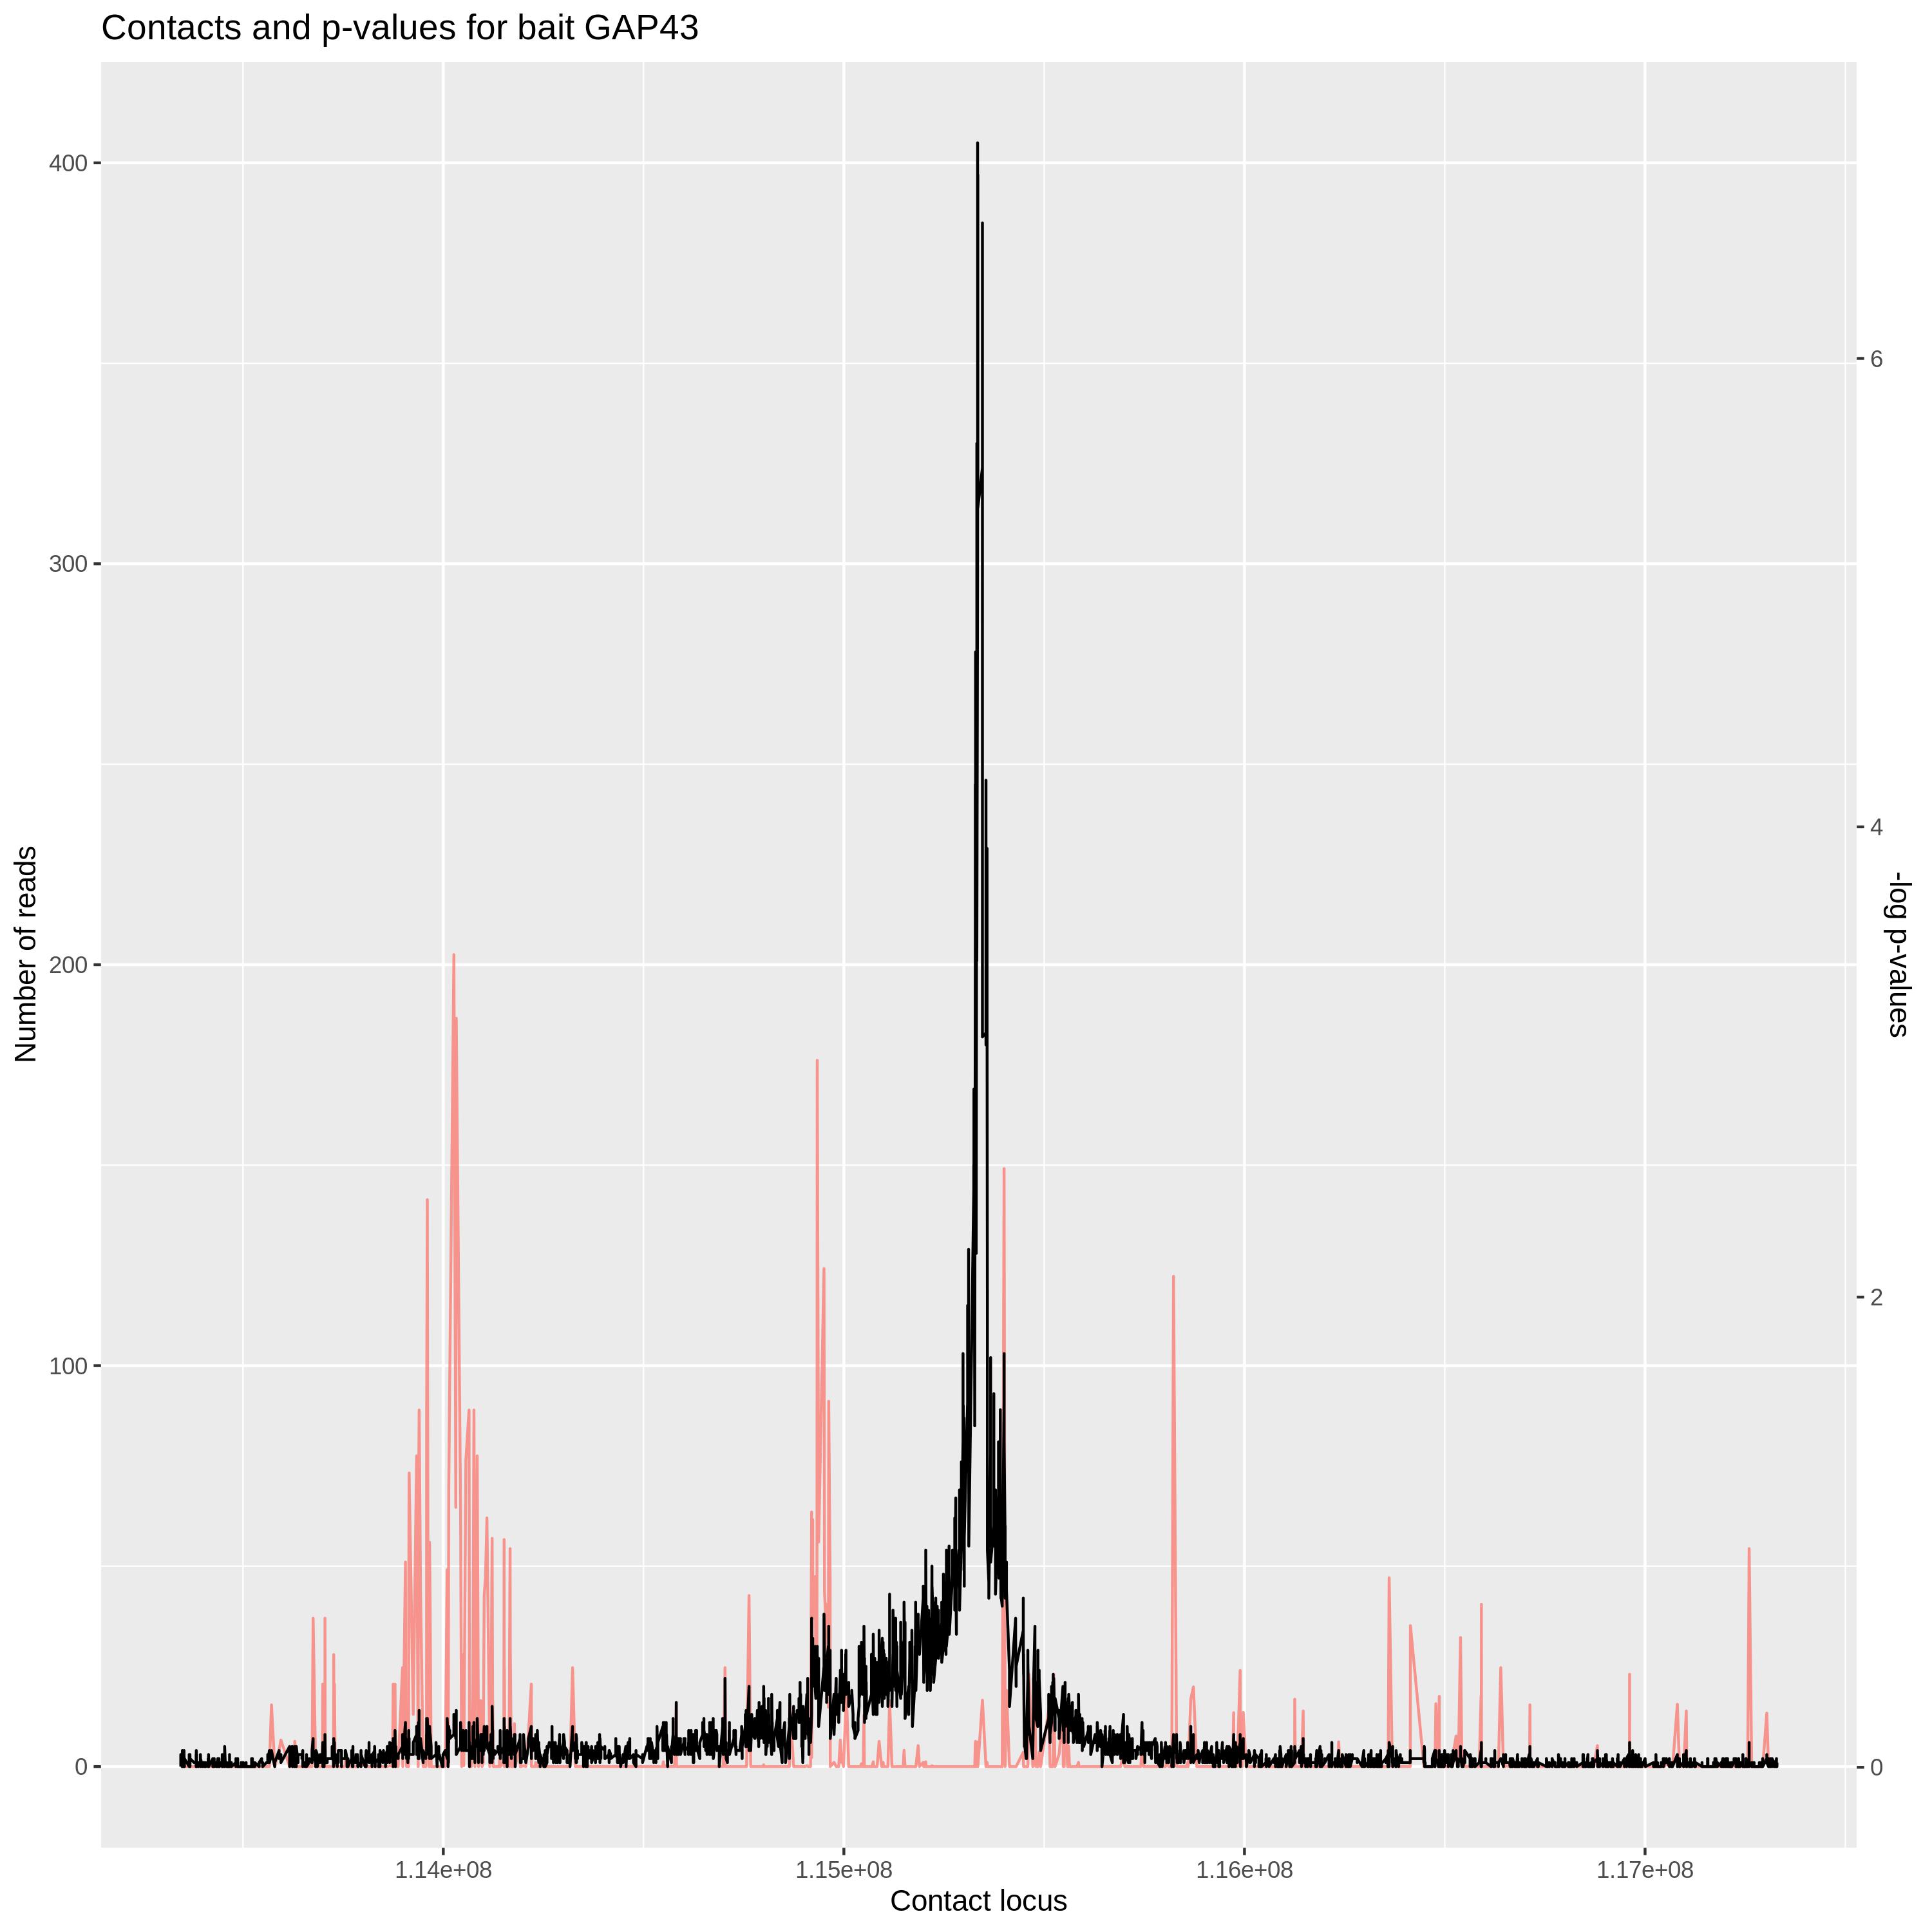 Contacts and p-values for bait GAP43
400
300
200
100
0
Number of reads
6
4
2
0
-log p-values
1.14e+08
1.15e+08
1.16e+08
1.17e+08
Contact locus